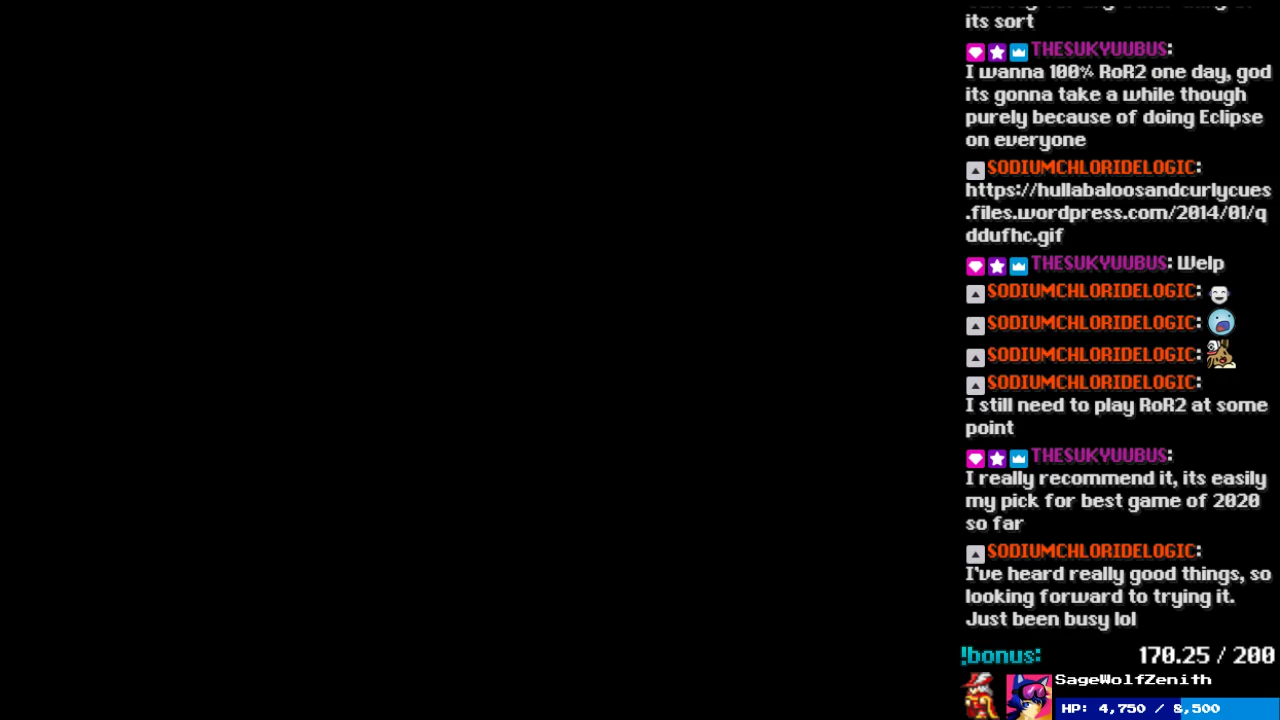 its sort
THESUKYUUBUS:
I wanna 100% RoR2 one day, god
its gonna take a while though
purely because of doing Eclipse
on everyone
SODIUMCHLORIDELOGIC:
https://hullabaloosandcurlycues
.files.wordpress.com/2014/01/q
ddufhc.gif
THESUKYUUBUS: Welp
SODIUMCHLORIDELOGIC:
SODIUMCHLORIDELOGIC:
SODIUMCHLORIDELOGIC:
SODIUMCHLORIDELOGIC:
I still need to play RoR2 at some
point
THESUKYUUBUS:
I really recommend it, its easily
my pick for best game of 2020
so far
SODIUMCHLORIDELOGIC:
I've heard really good things, so
looking forward to trying it.
Just been busy lol
!bonus: 170.25 / 200
SageWolfZenith
HP: 4,750 / 8,500